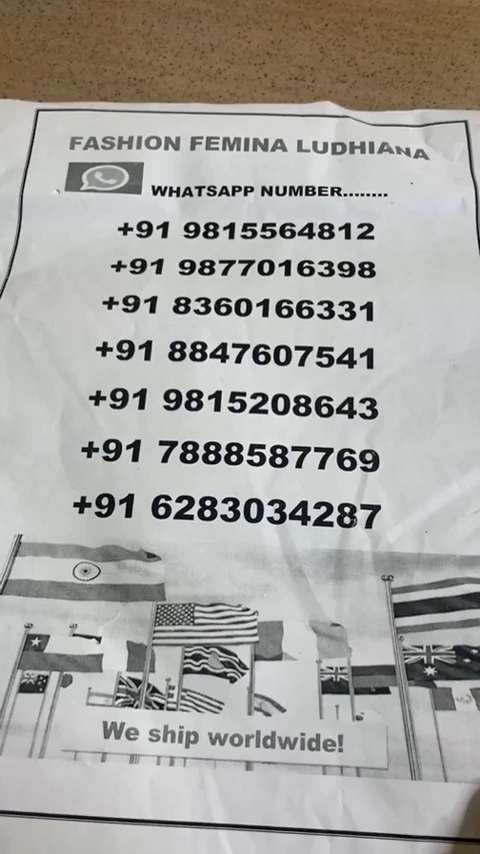 FASHION FEMINA LUDHIANA
WHATSAPP NUMBER........
+91 9815564812
+91 9877016398
+91 8360166331
+91 8847607541
+91 9815208643
+91 7888587769
+91 6283034287
We ship worldwide!